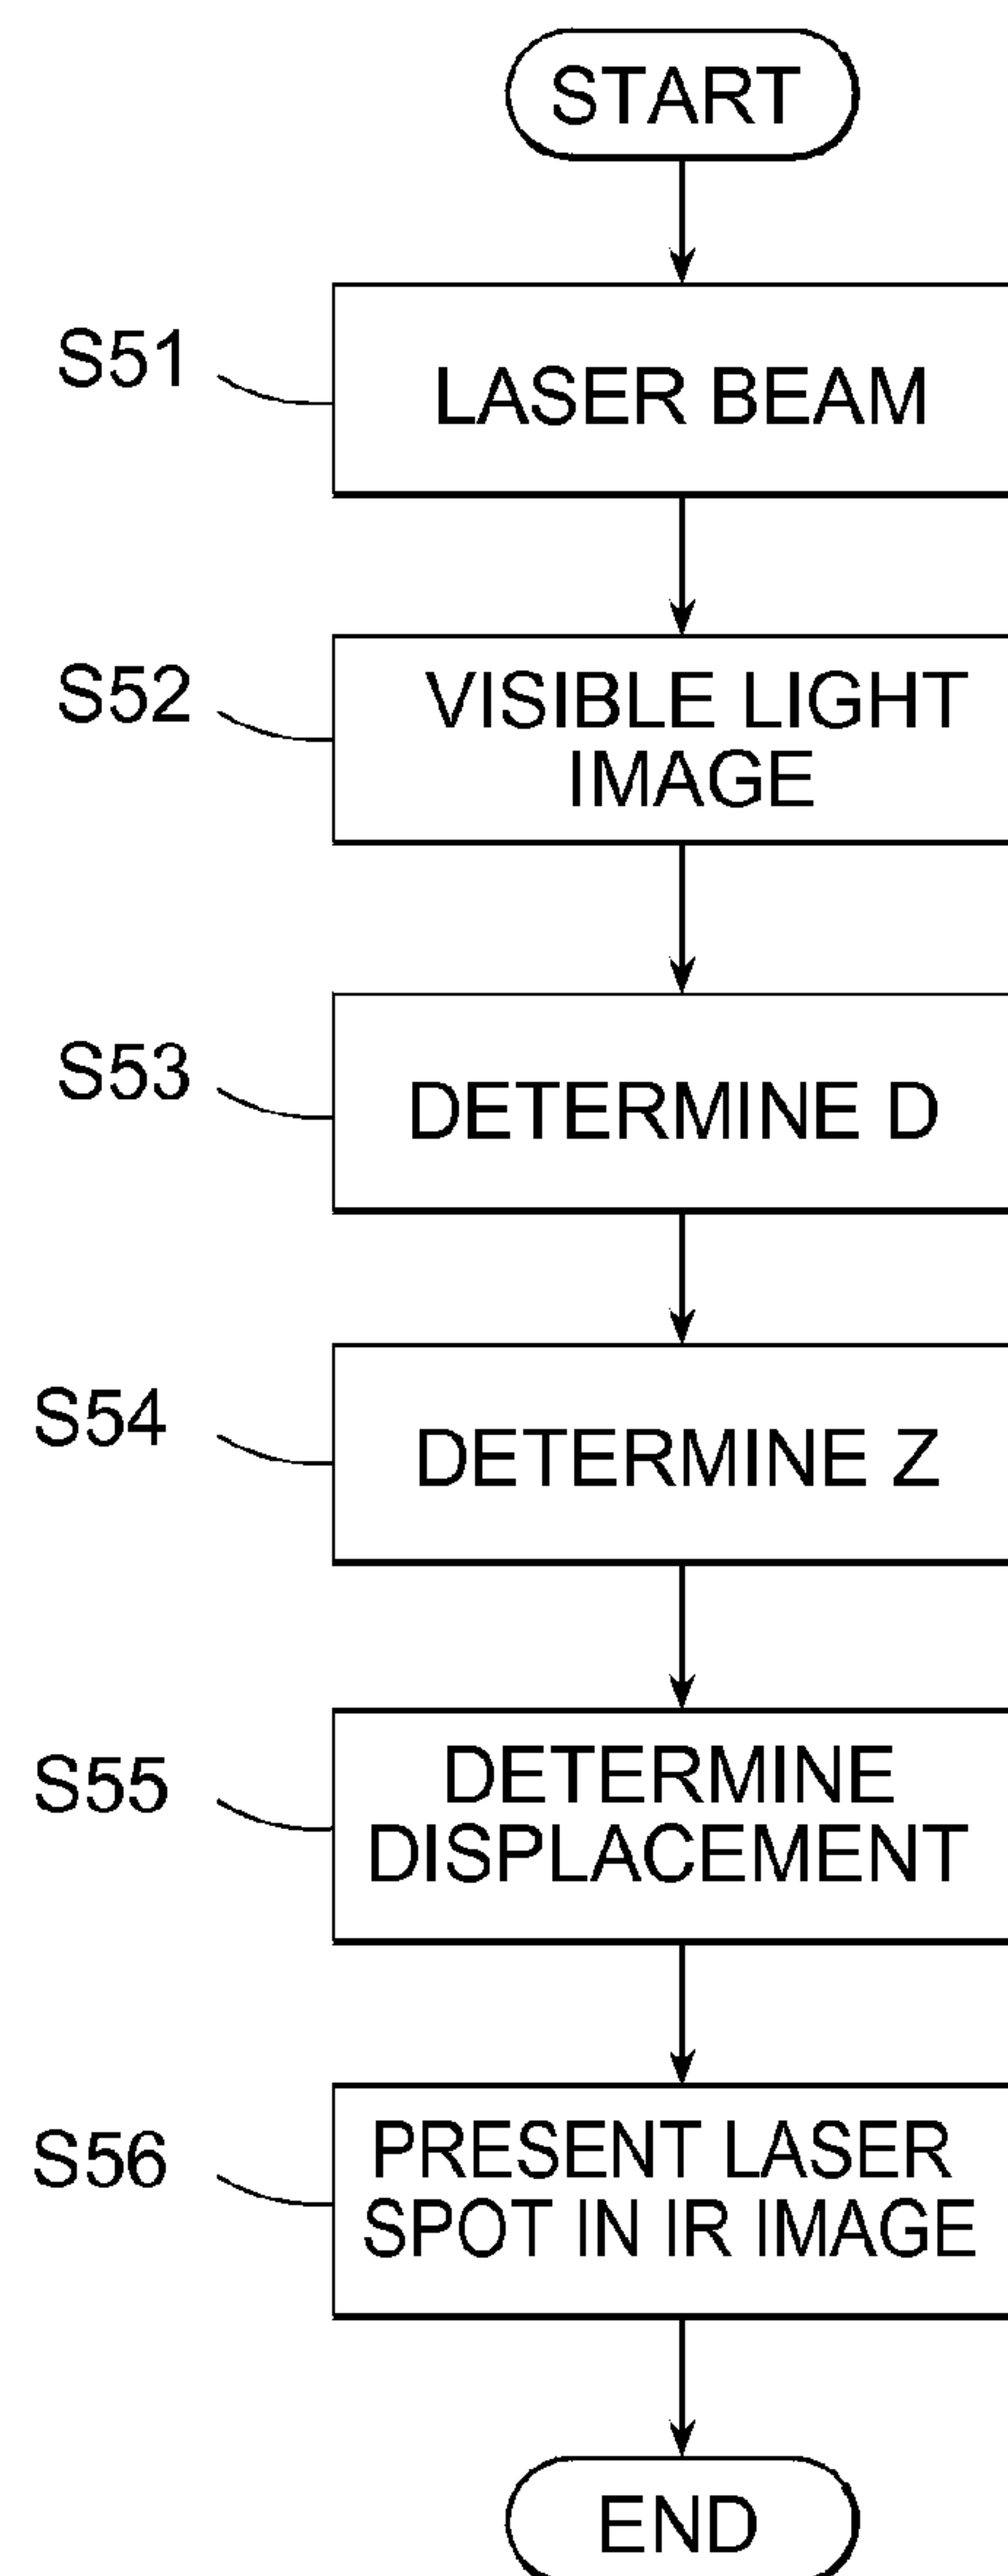 START
S51
LASER BEAM
S52
VISIBLE LIGHT
IMAGE
S53
DETERMINE D
S54
DETERMINE Z
S55
DETERMINE
DISPLACEMENT
S56
PRESENT LASER
SPOT IN IR IMAGE
END